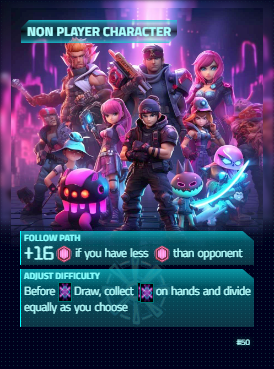 NON PLAYER CHARACTER
FOLLOW PATH
+16 if you have less than opponent
ADJUST DIFFICULTY
Before Draw, collect on hands and divide
equally as you choose
#50